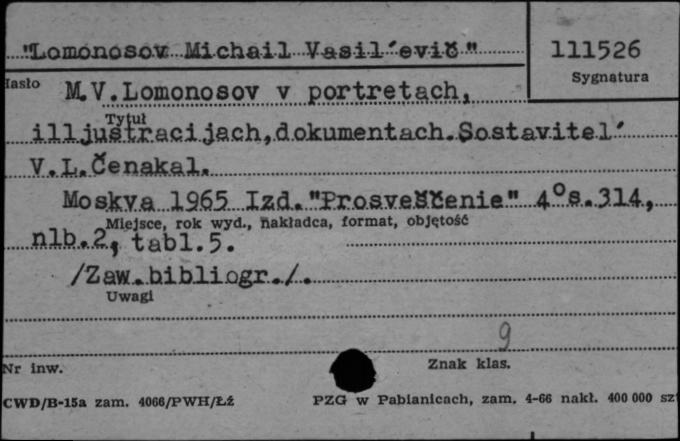 "Lomonosov Michail Vasil´evič"
111526
Hasło
Sygnatura
M.V.Lomonosov v portretach,
Tytuł
illjustracijach,dokumentach.Sostavitel´
V.L.Čenakal.
Moskva 1965 Izd."Prosveščenie" 4°s.314,
Miejsce, rok wyd., nakładca, format, objętość
nlb.2, tabl.5.
/Zaw.bibliogr./.
Uwagi
9
Nr inw.
Znak klas.
CWD/B-15a zam. 4066/PWH/Łź
PZG w Pabianicach, zam. 4-66 nakł. 400 000 szt